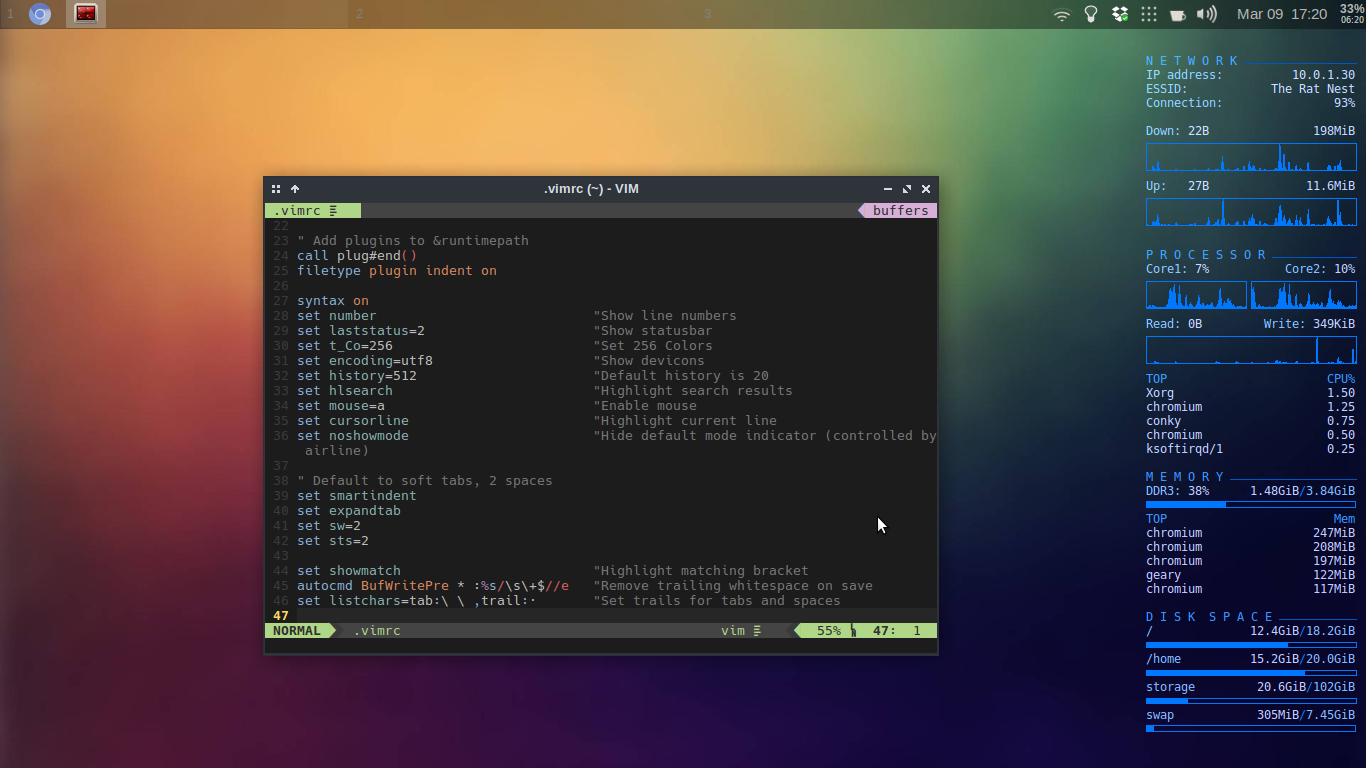 1
2
3
Mar 09 17:20
33%
06:20
.vimrc (~) - VIM
.vimrc
buffers
22
23 " Add plugins to &runtimepath
24 call plug#end()
25 filetype plugin indent on
26
27 syntax on
28 set number "Show line numbers
29 set laststatus=2 "Show statusbar
30 set t_Co=256 "Set 256 Colors
31 set encoding=utf8 "Show devicons
32 set history=512 "Default history is 20
33 set hlsearch "Highlight search results
34 set mouse=a "Enable mouse
35 set cursorline "Highlight current line
36 set noshowmode "Hide default mode indicator (controlled by
airline)
37
38 " Default to soft tabs, 2 spaces
39 set smartindent
40 set expandtab
41 set sw=2
42 set sts=2
43
44 set showmatch "Highlight matching bracket
45 autocmd BufWritePre * :%s/\s\+$//e "Remove trailing whitespace on save
46 set listchars=tab:\ \ ,trail:· "Set trails for tabs and spaces
47
NORMAL .vimrc vim 55% 47: 1
NETWORK
IP address: 10.0.1.30
ESSID: The Rat Nest
Connection: 93%
Down: 22B 198MiB
Up: 27B 11.6MiB
PROCESSOR
Core1: 7% Core2: 10%
Read: 0B Write: 349KiB
TOP CPU%
Xorg 1.50
chromium 1.25
conky 0.75
chromium 0.50
ksoftirqd/1 0.25
MEMORY
DDR3: 38% 1.48GiB/3.84GiB
TOP Mem
chromium 247MiB
chromium 208MiB
chromium 197MiB
geary 122MiB
chromium 117MiB
DISK SPACE
/ 12.4GiB/18.2GiB
/home 15.2GiB/20.0GiB
storage 20.6GiB/102GiB
swap 305MiB/7.45GiB